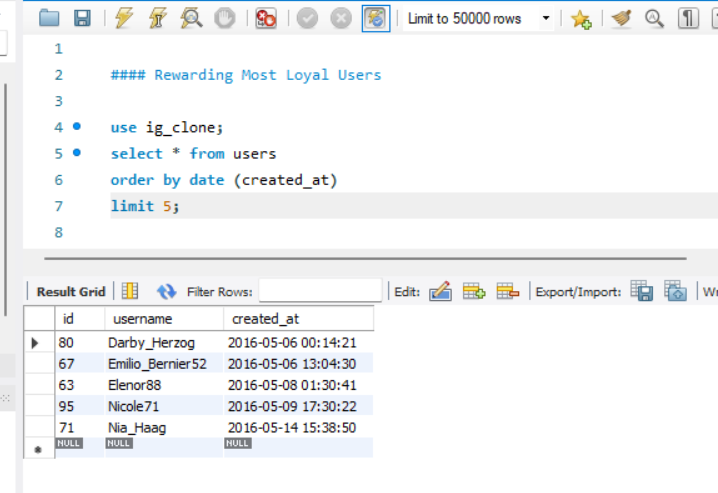 Limit to 50000 rows
1
2 #### Rewarding Most Loyal Users
3
4 use ig_clone;
5 select * from users
6 order by date (created_at)
7 limit 5;
8
Result Grid Filter Rows: Edit: Export/Import:
id username created_at
80 Darby_Herzog 2016-05-06 00:14:21
67 Emilio_Bernier52 2016-05-06 13:04:30
63 Elenor88 2016-05-08 01:30:41
95 Nicole71 2016-05-09 17:30:22
71 Nia_Haag 2016-05-14 15:38:50
NULL NULL NULL